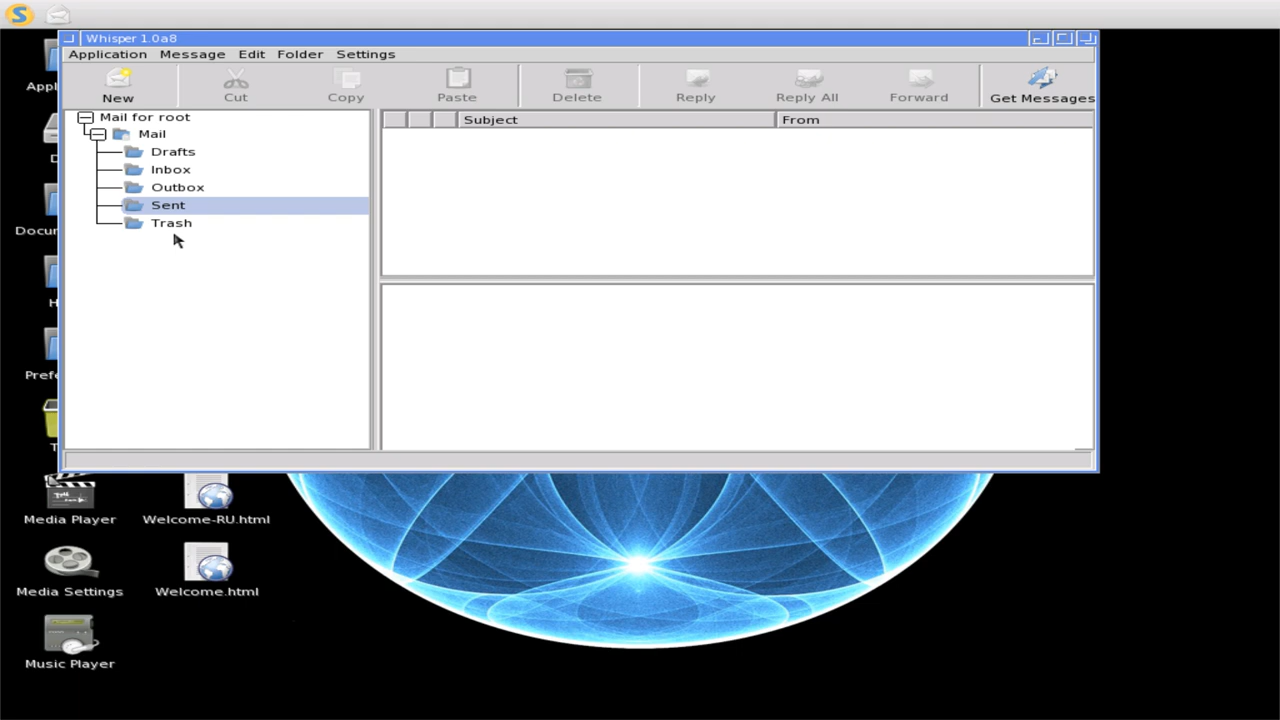 Whisper 1.0a8
Application Message Edit Folder Settings
New Cut Copy Paste Delete Reply Reply All Forward Get Messages
Mail for root
Mail
Drafts
Inbox
Outbox
Sent
Trash
Subject From
Media Player
Welcome-RU.html
Media Settings
Welcome.html
Music Player